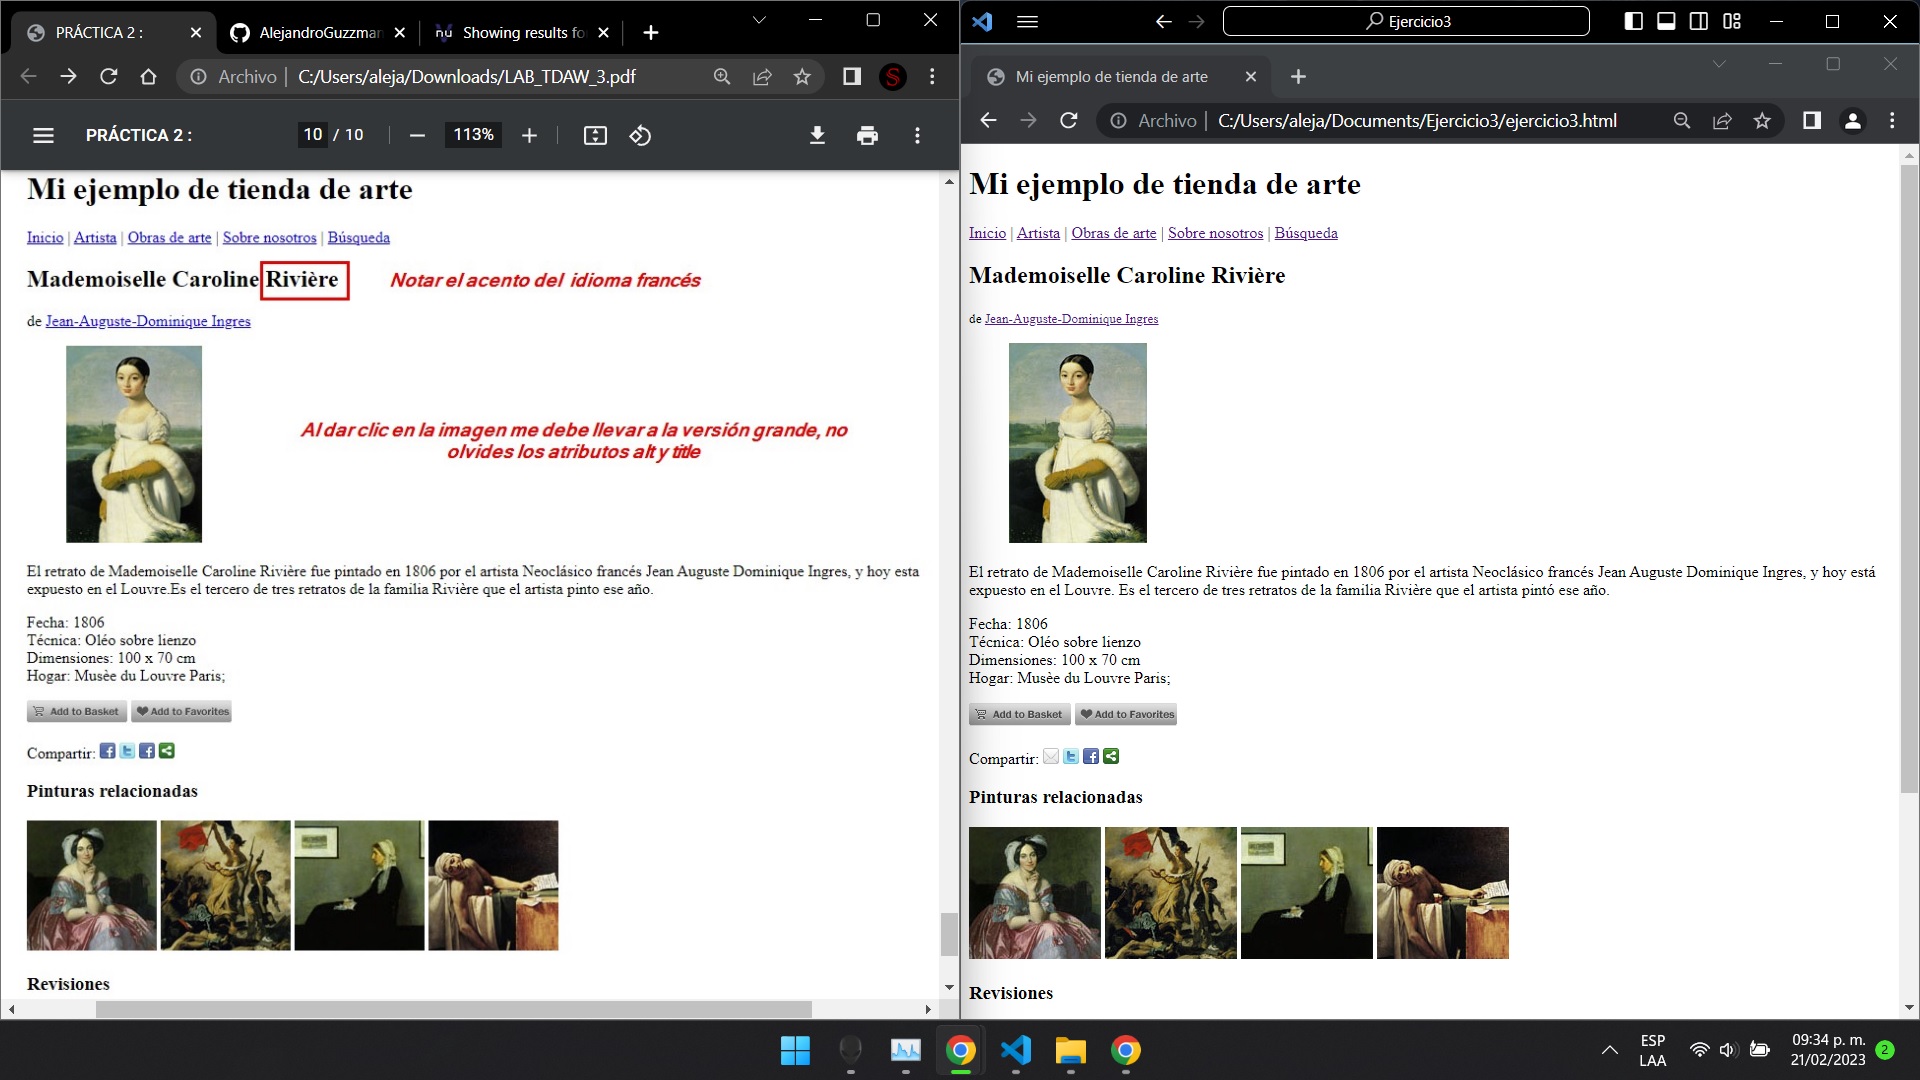 PRÁCTICA 2 :
AlejandroGuzzmar
Showing results fo
Archivo
C:/Users/aleja/Downloads/LAB_TDAW_3.pdf
PRÁCTICA 2 :
10 / 10
113%
Mi ejemplo de tienda de arte
Inicio | Artista | Obras de arte | Sobre nosotros | Búsqueda
Mademoiselle Caroline Rivière
Notar el acento del idioma francés
de Jean-Auguste-Dominique Ingres
Al dar clic en la imagen me debe llevar a la versión grande, no
olvides los atributos alt y title
El retrato de Mademoiselle Caroline Rivière fue pintado en 1806 por el artista Neoclásico francés Jean Auguste Dominique Ingres, y hoy esta
expuesto en el Louvre.Es el tercero de tres retratos de la familia Rivière que el artista pinto ese año.
Fecha: 1806
Técnica: Oléo sobre lienzo
Dimensiones: 100 x 70 cm
Hogar: Musèe du Louvre Paris;
Add to Basket
Add to Favorites
Compartir:
Pinturas relacionadas
Revisiones
Ejercicio3
Mi ejemplo de tienda de arte
Archivo
C:/Users/aleja/Documents/Ejercicio3/ejercicio3.html
Mi ejemplo de tienda de arte
Inicio | Artista | Obras de arte | Sobre nosotros | Búsqueda
Mademoiselle Caroline Rivière
de Jean-Auguste-Dominique Ingres
El retrato de Mademoiselle Caroline Rivière fue pintado en 1806 por el artista Neoclásico francés Jean Auguste Dominique Ingres, y hoy está
expuesto en el Louvre. Es el tercero de tres retratos de la familia Rivière que el artista pintó ese año.
Fecha: 1806
Técnica: Oléo sobre lienzo
Dimensiones: 100 x 70 cm
Hogar: Musèe du Louvre Paris;
Add to Basket
Add to Favorites
Compartir:
Pinturas relacionadas
Revisiones
ESP
LAA
09:34 p. m.
21/02/2023
2